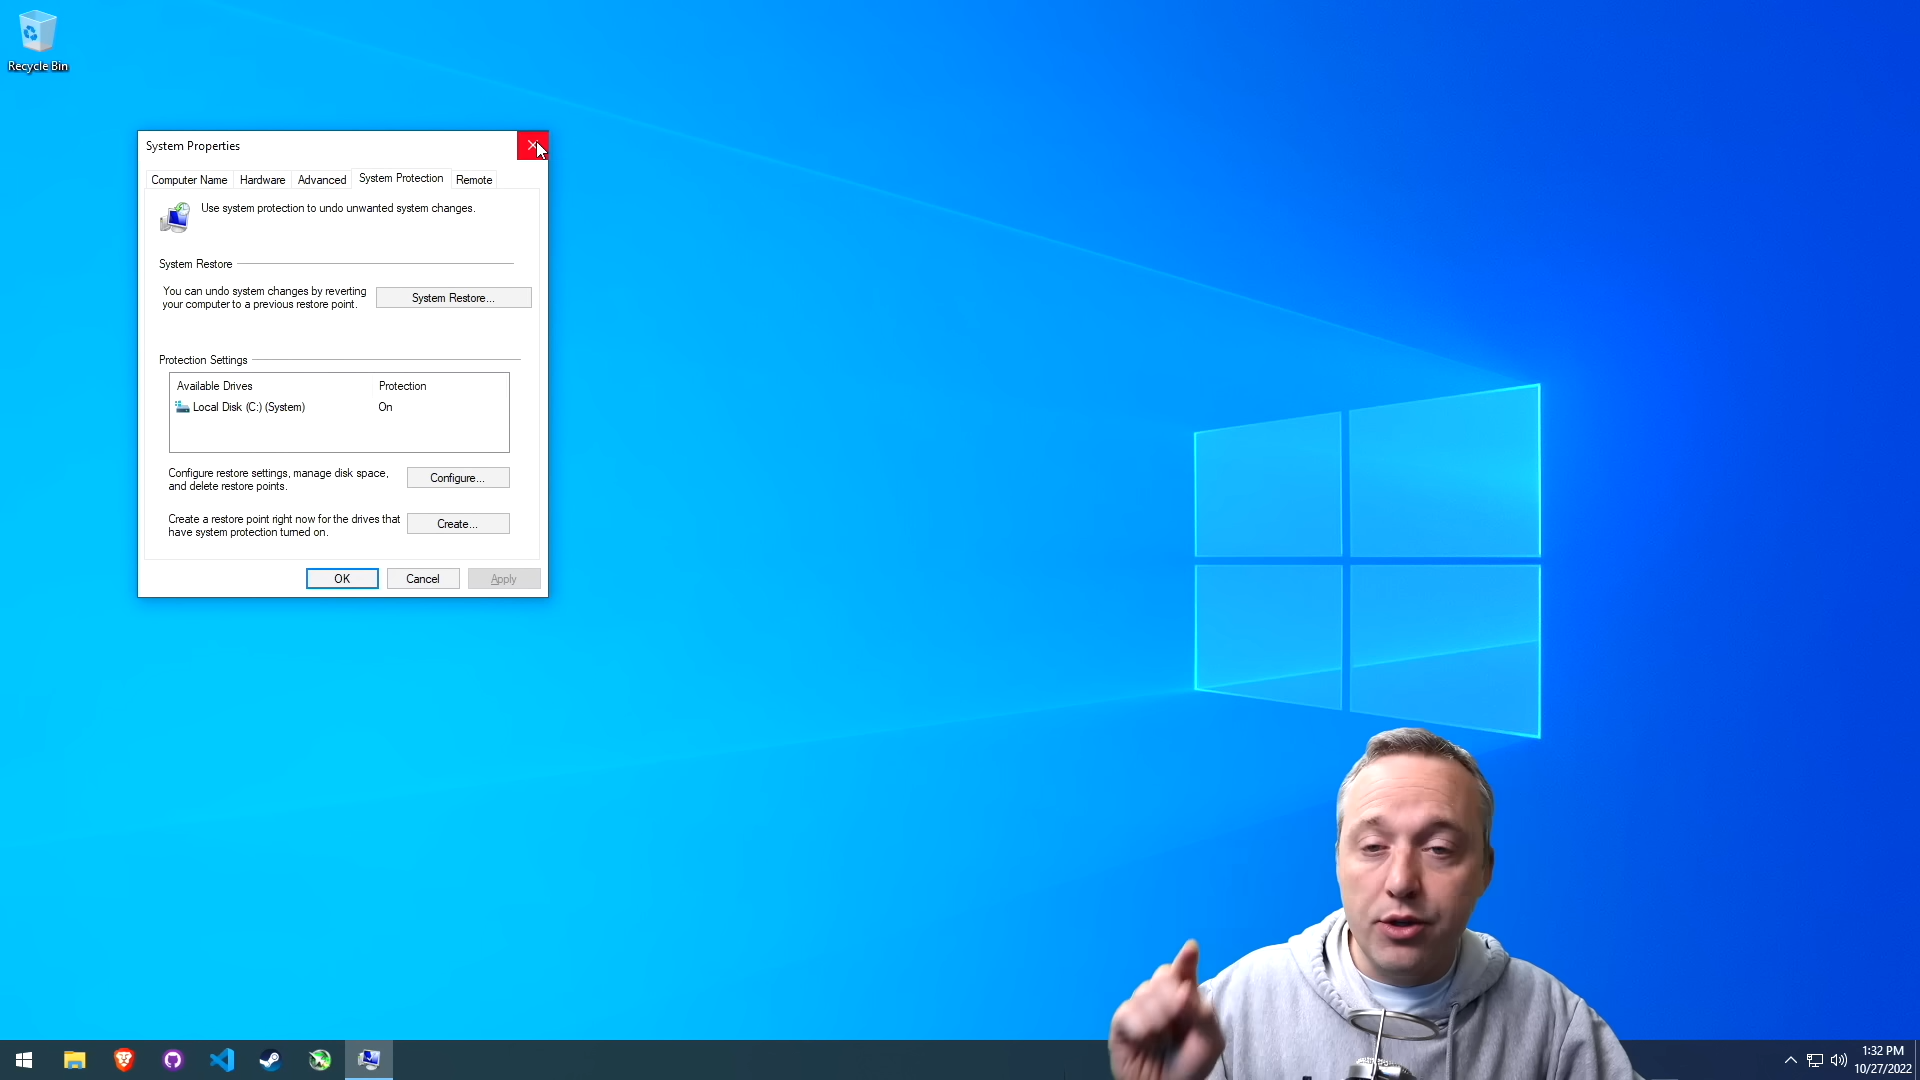 Recycle Bin
System Properties
Computer Name
Hardware
Advanced
System Protection
Remote
Use system protection to undo unwanted system changes.
System Restore
You can undo system changes by reverting
your computer to a previous restore point.
System Restore...
Protection Settings
Available Drives
Protection
Local Disk (C:) (System)
On
Configure restore settings, manage disk space,
and delete restore points.
Configure...
Create a restore point right now for the drives that
have system protection turned on.
Create...
OK
Cancel
Apply
1:32 PM
10/27/2022